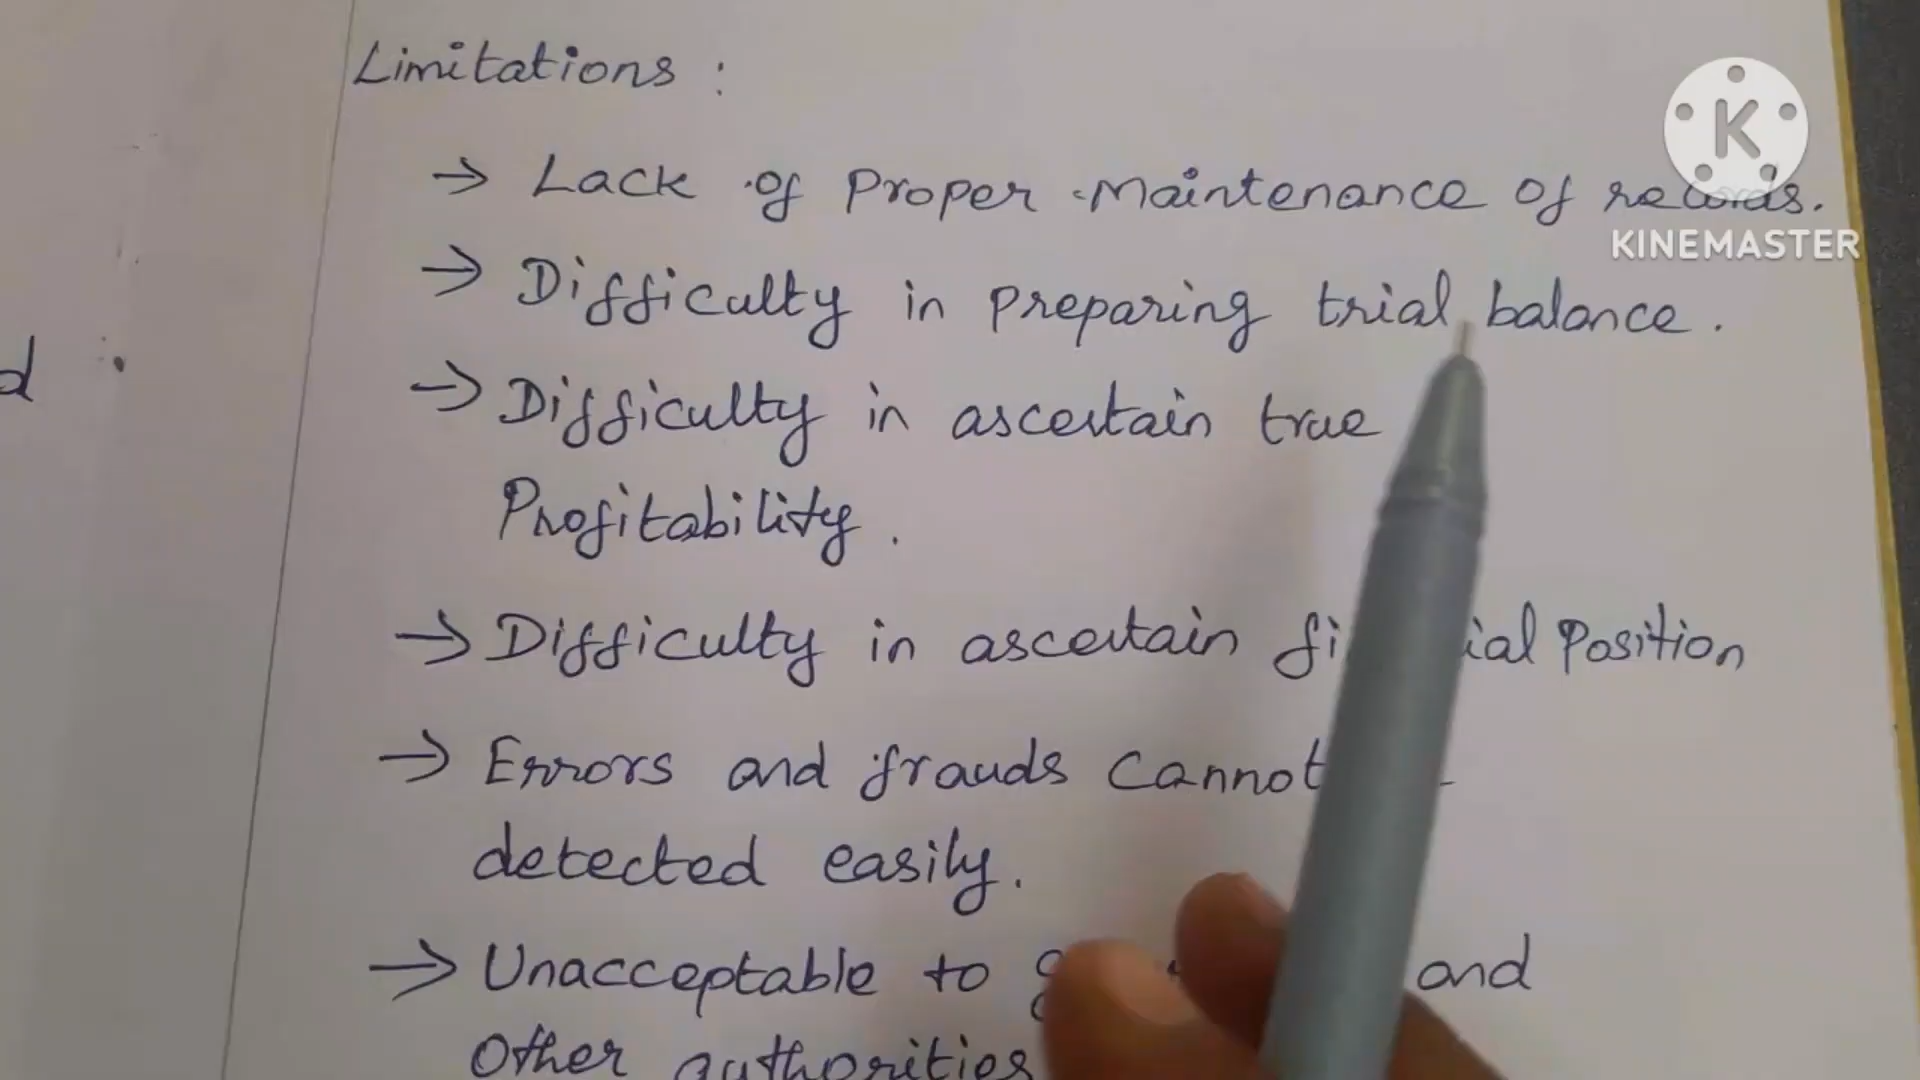 Limitations :
→ Lack of Proper Maintenance of records.
→ Difficulty in preparing trial balance.
→ Difficulty in ascertain true
Profitability.
→ Difficulty in ascertain Position
→ Errors and frauds cannot
detected easily.
→ Unacceptable to and
Other authorities
d
K
KINEMASTER